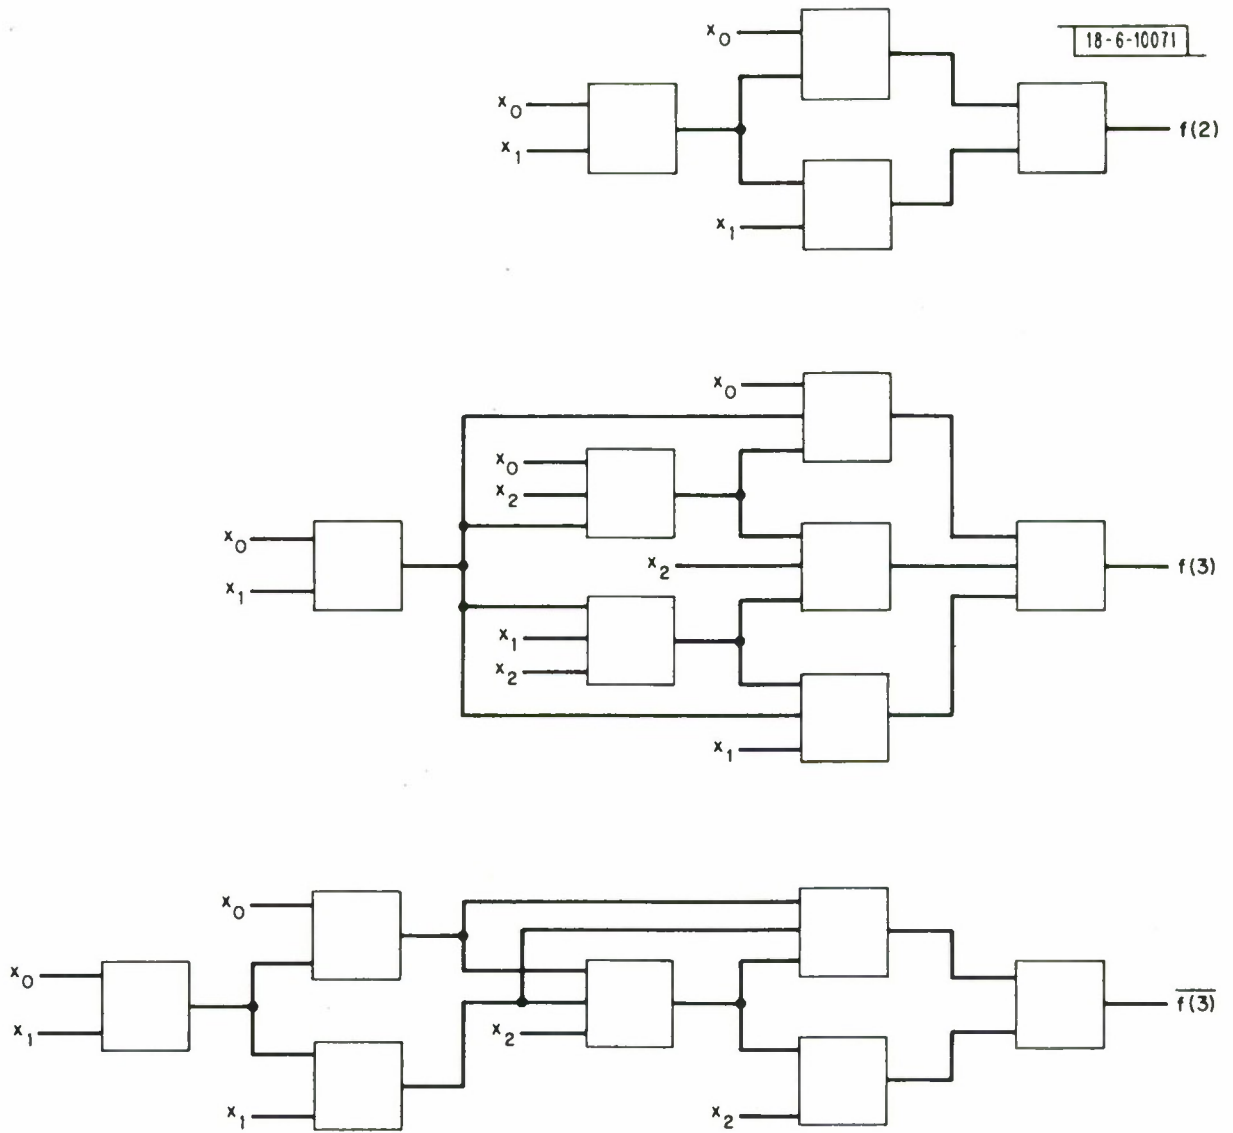 18-6-10071
x₀
x₀
x₁
f(2)
x₁
x₀
x₀
x₂
x₀
x₂
f(3)
x₁
x₁
x₂
x₁
x₀
x₀
x₁
x₂
f(3)̅
x₁
x₂